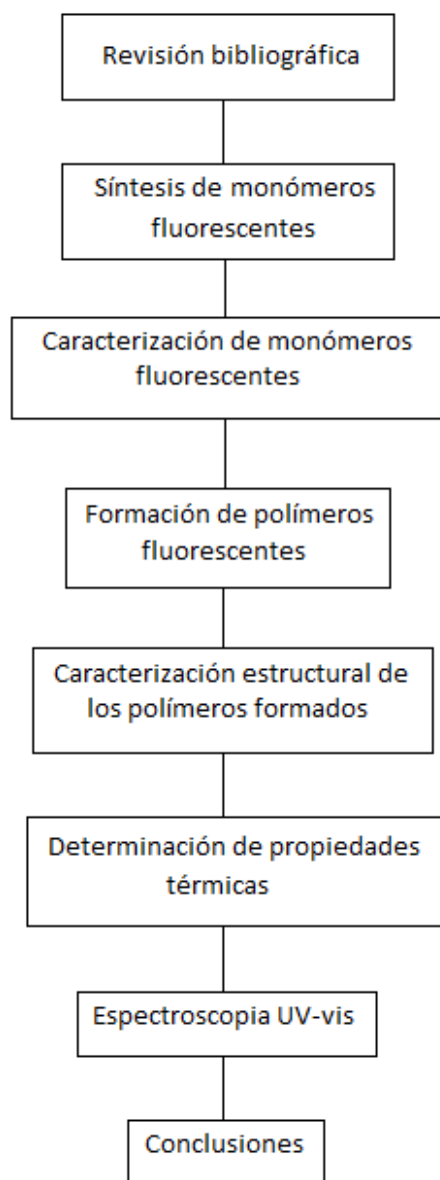 Revisión bibliográfica
Síntesis de monómeros
fluorescentes
Caracterización de monómeros
fluorescentes
Formación de polímeros
fluorescentes
Caracterización estructural de
los polímeros formados
Determinación de propiedades
térmicas
Espectroscopia UV-vis
Conclusiones